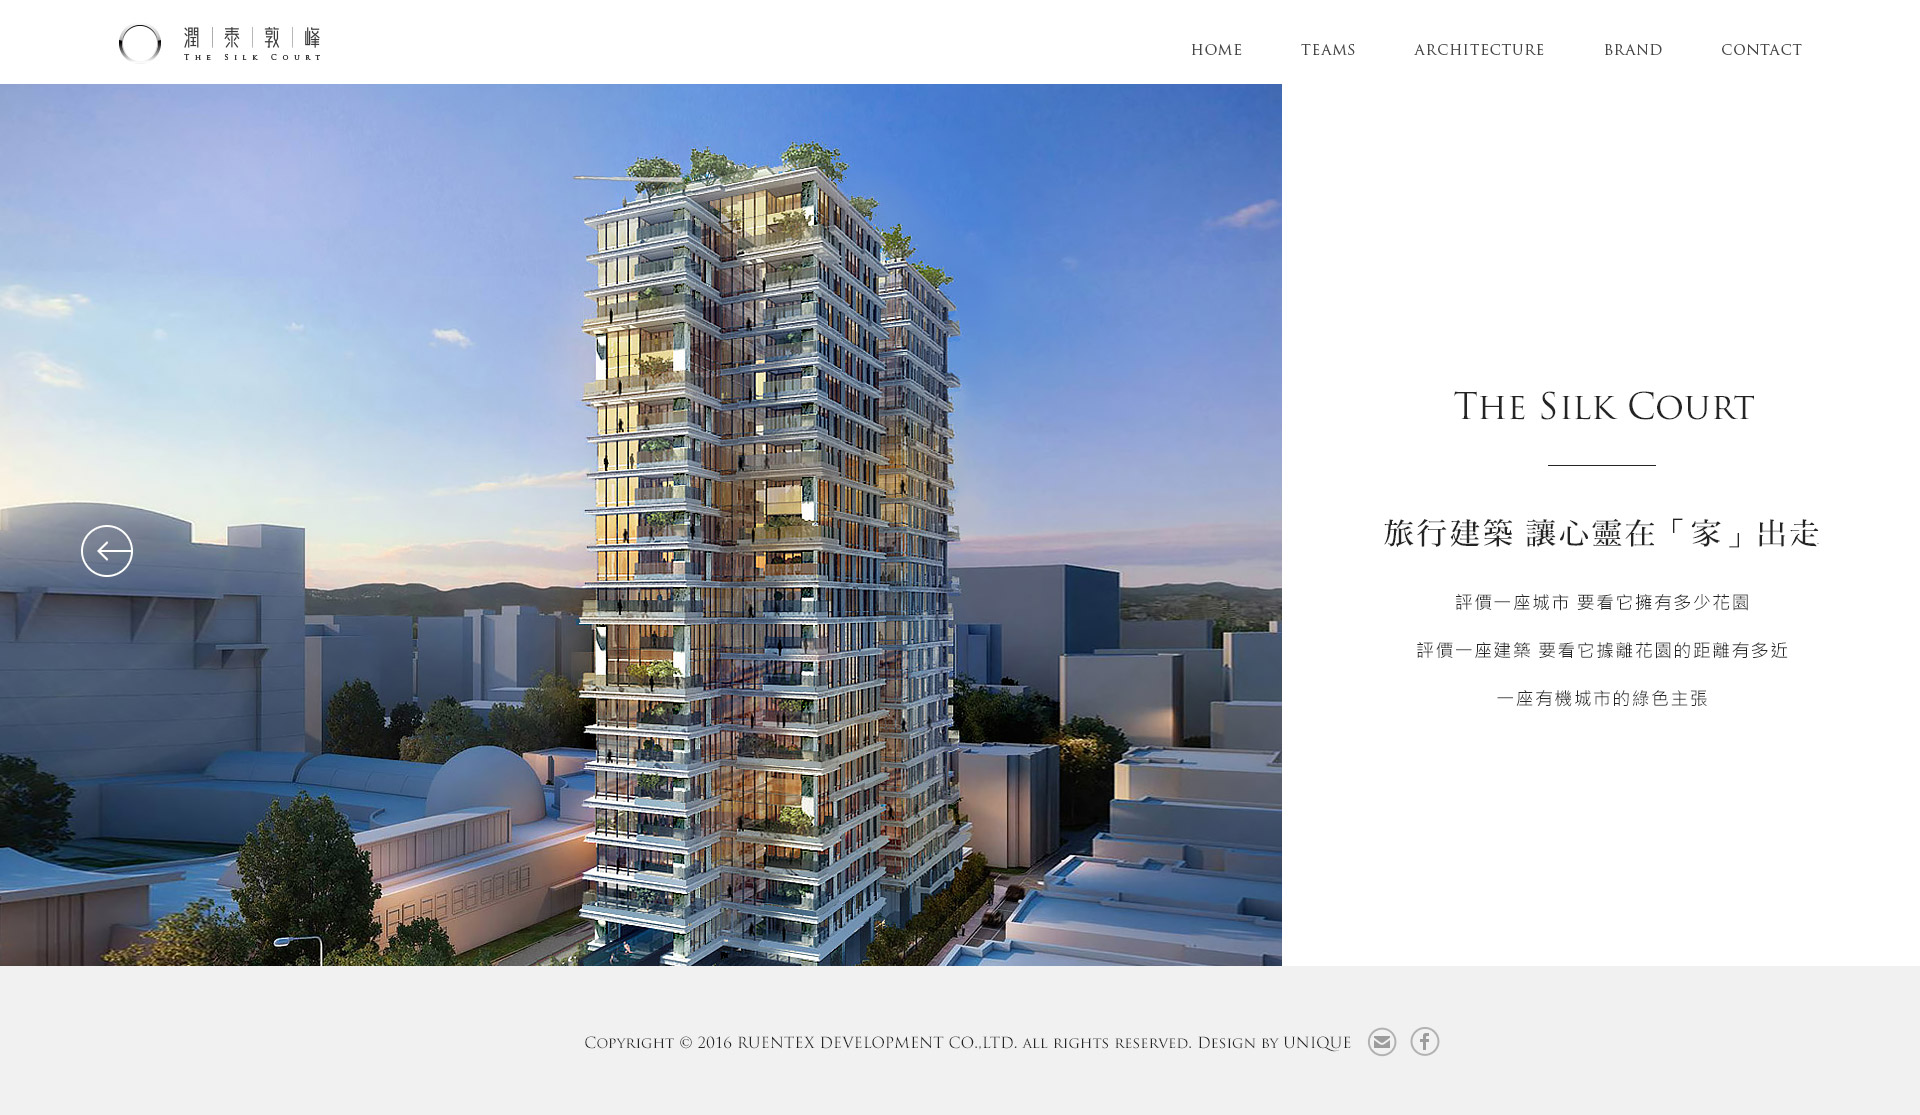 潤泰敦峰
THE SILK COURT
HOME
TEAMS
ARCHITECTURE
BRAND
CONTACT
THE SILK COURT
旅行建築 讓心靈在「家」出走
評價一座城市 要看它擁有多少花園
評價一座建築 要看它據離花園的距離有多近
一座有機城市的綠色主張
COPYRIGHT © 2016 RUENTEX DEVELOPMENT CO.,LTD. ALL RIGHTS RESERVED. DESIGN BY UNIQUE